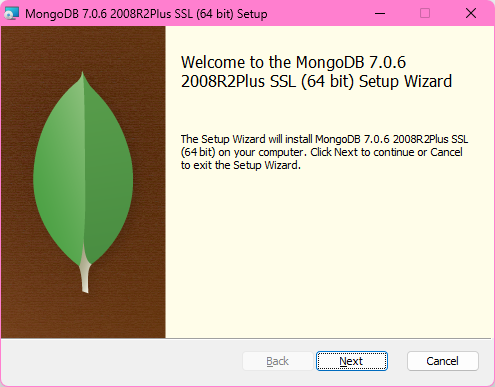 MongoDB 7.0.6 2008R2Plus SSL (64 bit) Setup
Welcome to the MongoDB 7.0.6
2008R2Plus SSL (64 bit) Setup Wizard
The Setup Wizard will install MongoDB 7.0.6 2008R2Plus SSL
(64 bit) on your computer. Click Next to continue or Cancel
to exit the Setup Wizard.
Back
Next
Cancel